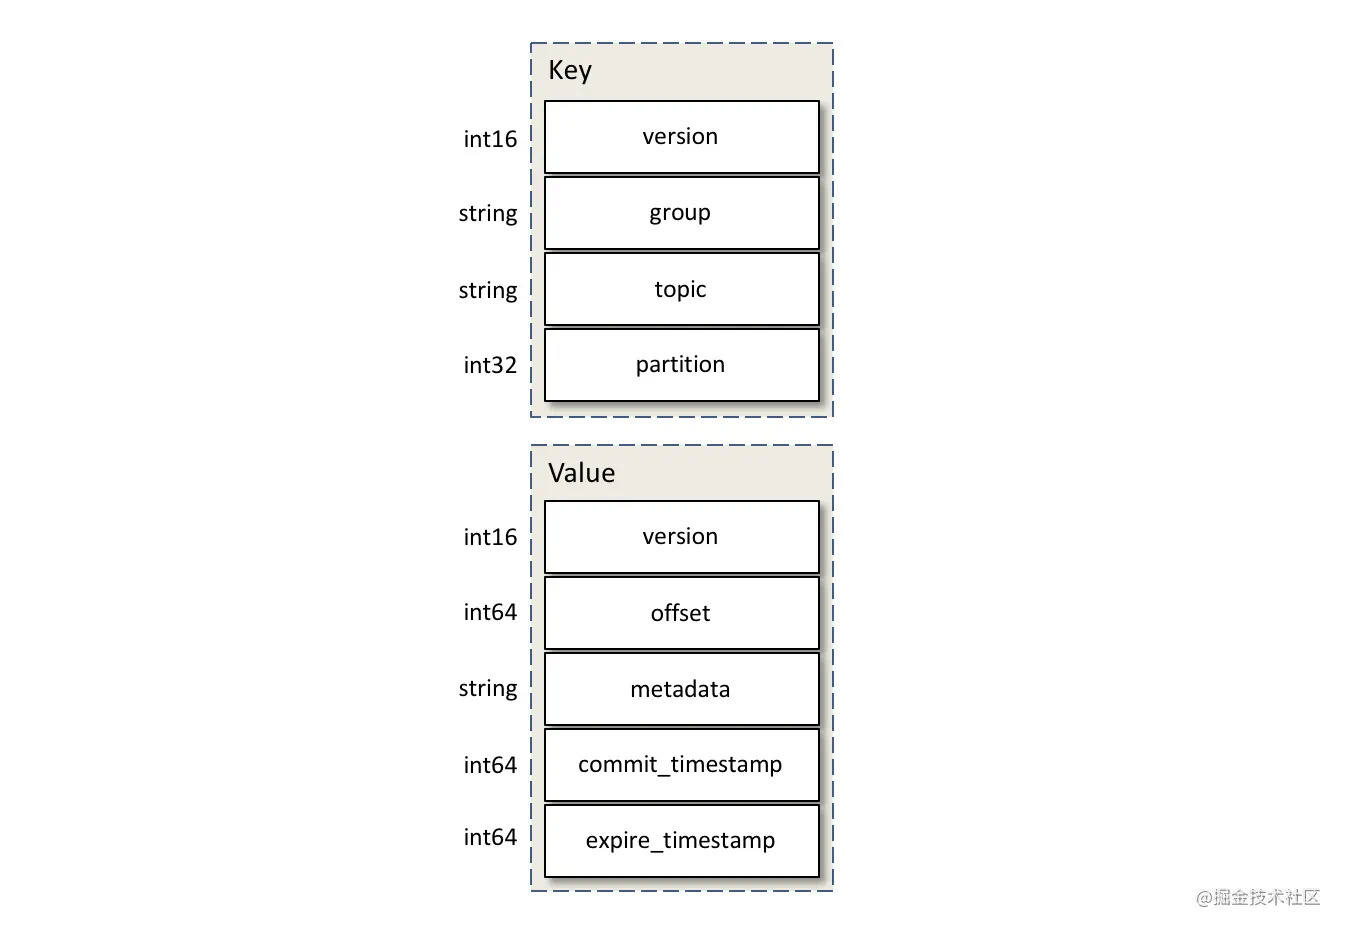 Key
int16 version
string group
string topic
int32 partition
Value
int16 version
int64 offset
string metadata
int64 commit_timestamp
int64 expire_timestamp
@掘金技术社区